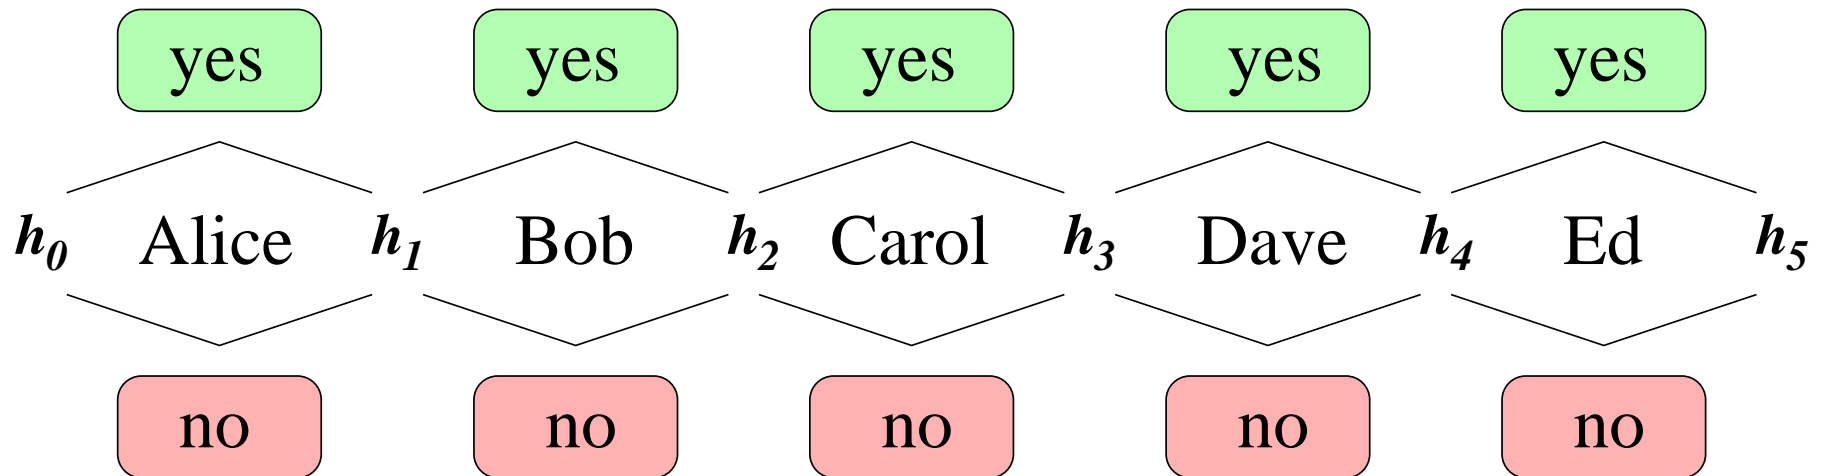 yes yes yes yes yes
h0 Alice h1 Bob h2 Carol h3 Dave h4 Ed h5
no no no no no